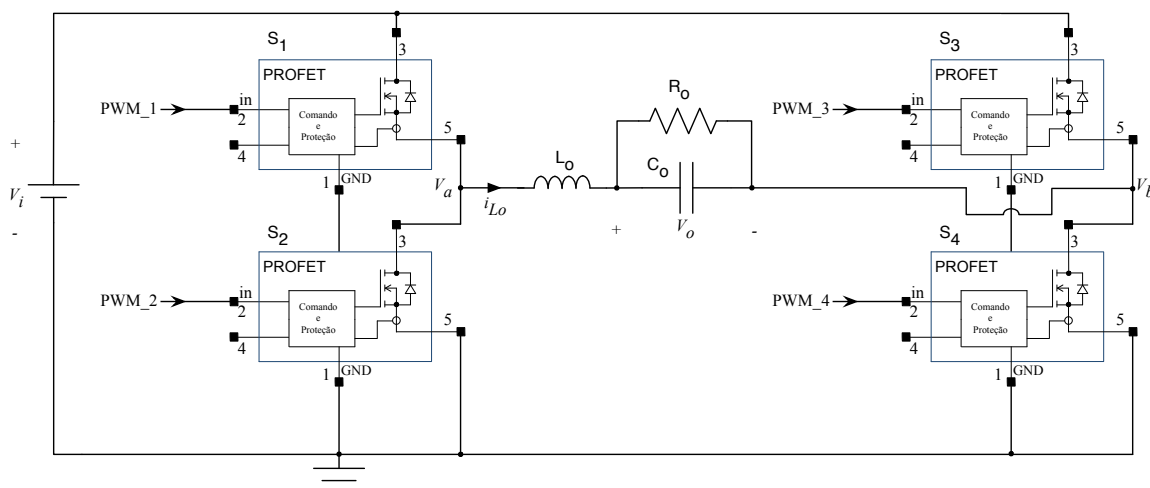 S1
3
PROFET
PWM_1
in
2
Comando
e
Proteção
4
5
1
GND
S3
3
PROFET
PWM_3
in
2
Comando
e
Proteção
4
5
1
GND
+
Vi
-
Va
iLo
Lo
Ro
Co
+
Vo
-
Vb
S2
3
PROFET
PWM_2
in
2
Comando
e
Proteção
4
5
1
GND
S4
3
PROFET
PWM_4
in
2
Comando
e
Proteção
4
5
1
GND